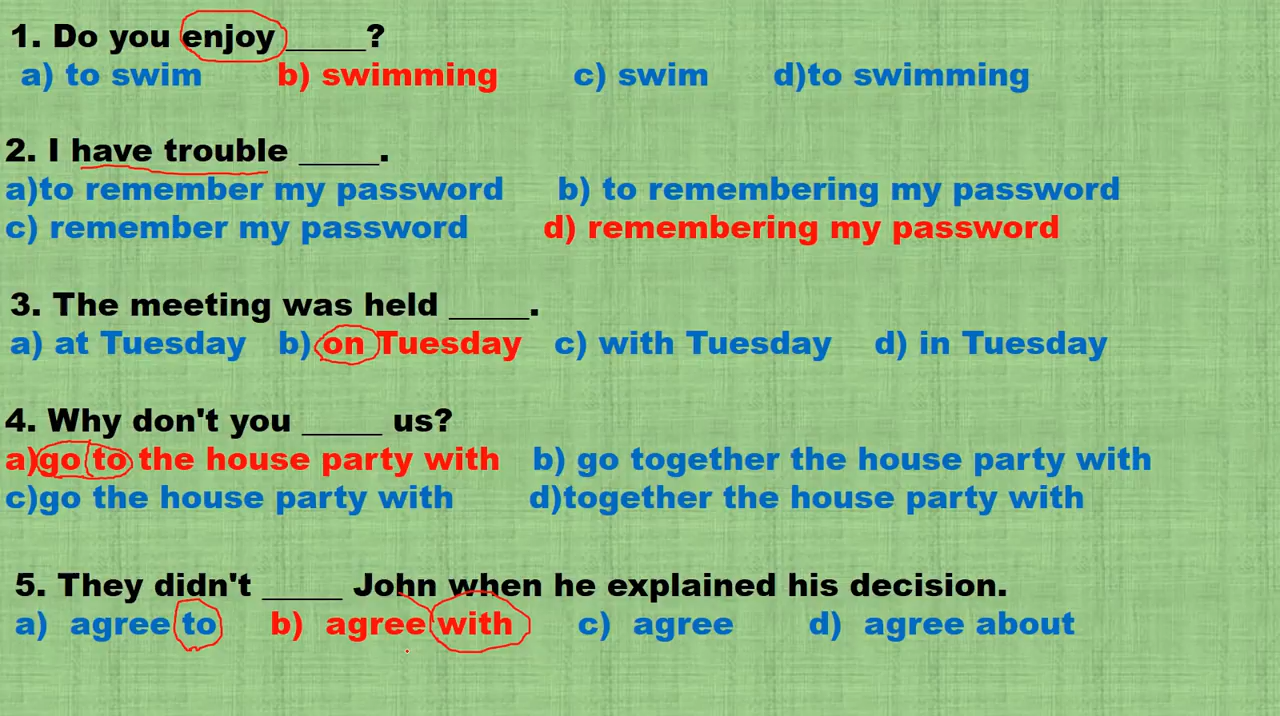 1. Do you enjoy _____?
a) to swim b) swimming c) swim d)to swimming
2. I have trouble _____.
a)to remember my password b) to remembering my password
c) remember my password d) remembering my password
3. The meeting was held _____.
a) at Tuesday b) on Tuesday c) with Tuesday d) in Tuesday
4. Why don't you _____ us?
a)go to the house party with b) go together the house party with
c)go the house party with d)together the house party with
5. They didn't _____ John when he explained his decision.
a) agree to b) agree with c) agree d) agree about